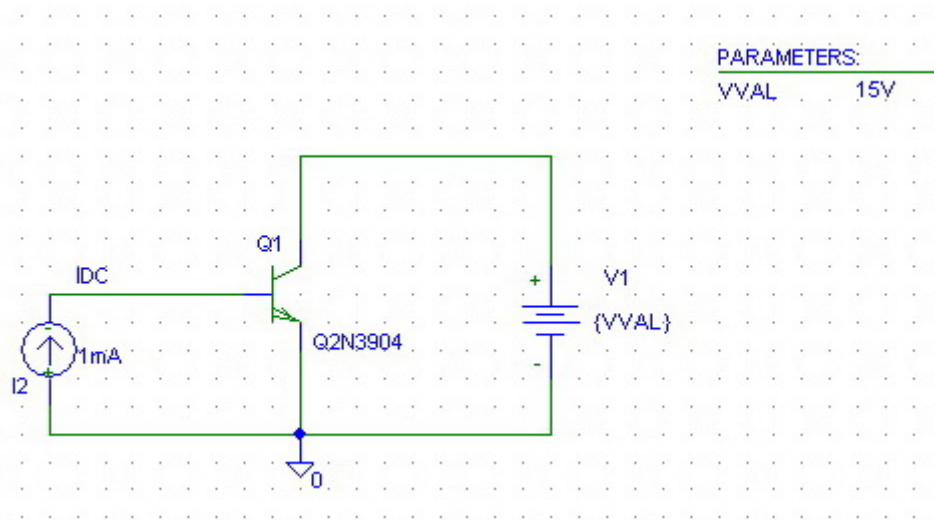 PARAMETERS:
VVAL 15V
Q1
IDC
+ V1
{VVAL}
Q2N3904
-
1mA
+
I2
-
0